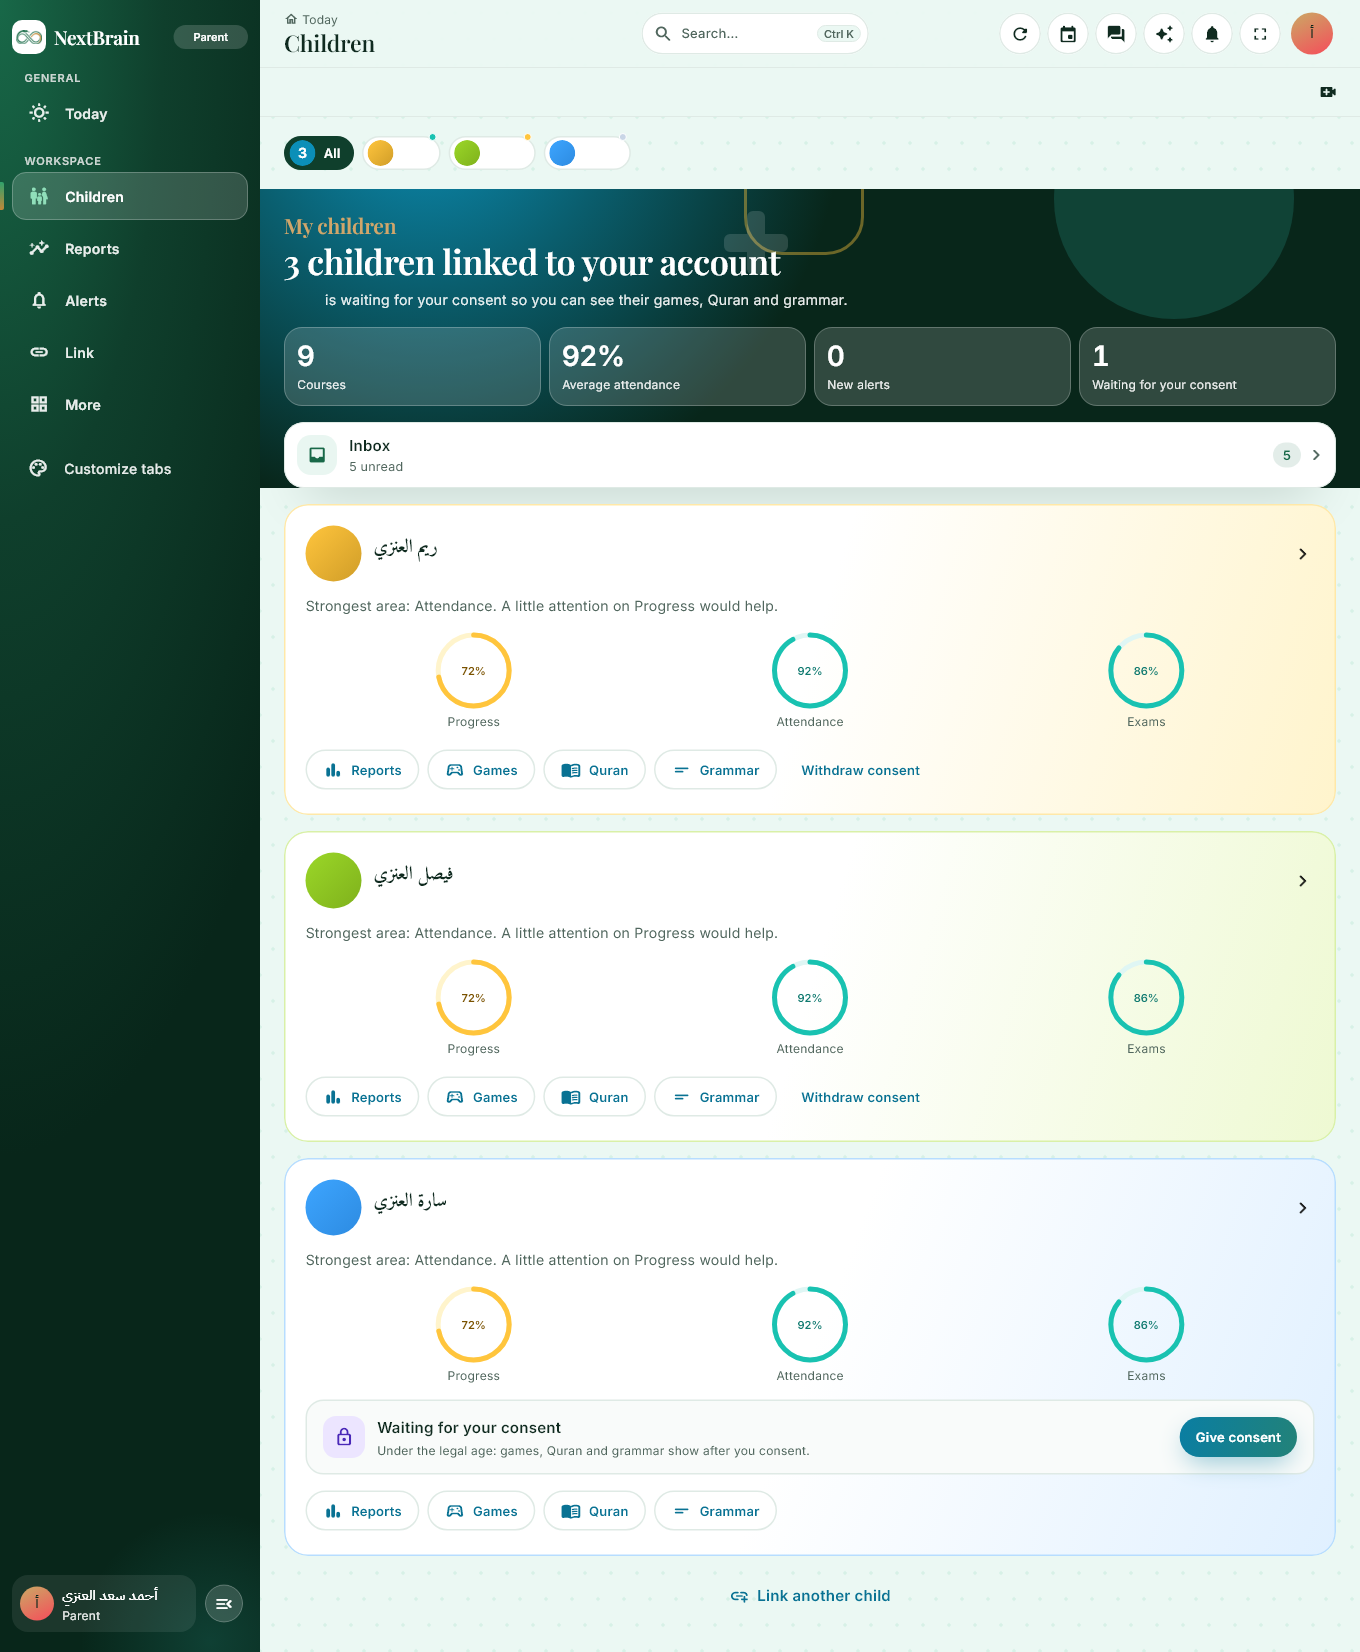 NextBrain
Parent
GENERAL
Today
WORKSPACE
Children
Reports
Alerts
Link
More
Customize tabs
أحمد سعد العنزي
أ
Parent
Today
Children
Search...
Ctrl K
أ
3 All
My children
3 children linked to your account
is waiting for your consent so you can see their games, Quran and grammar.
9
Courses
92%
Average attendance
0
New alerts
1
Waiting for your consent
Inbox
5 unread
5
ريم العنزي
Strongest area: Attendance. A little attention on Progress would help.
72%
Progress
92%
Attendance
86%
Exams
Reports
Games
Quran
Grammar
Withdraw consent
فيصل العنزي
Strongest area: Attendance. A little attention on Progress would help.
72%
Progress
92%
Attendance
86%
Exams
Reports
Games
Quran
Grammar
Withdraw consent
سارة العنزي
Strongest area: Attendance. A little attention on Progress would help.
72%
Progress
92%
Attendance
86%
Exams
Waiting for your consent
Under the legal age: games, Quran and grammar show after you consent.
Give consent
Reports
Games
Quran
Grammar
Link another child